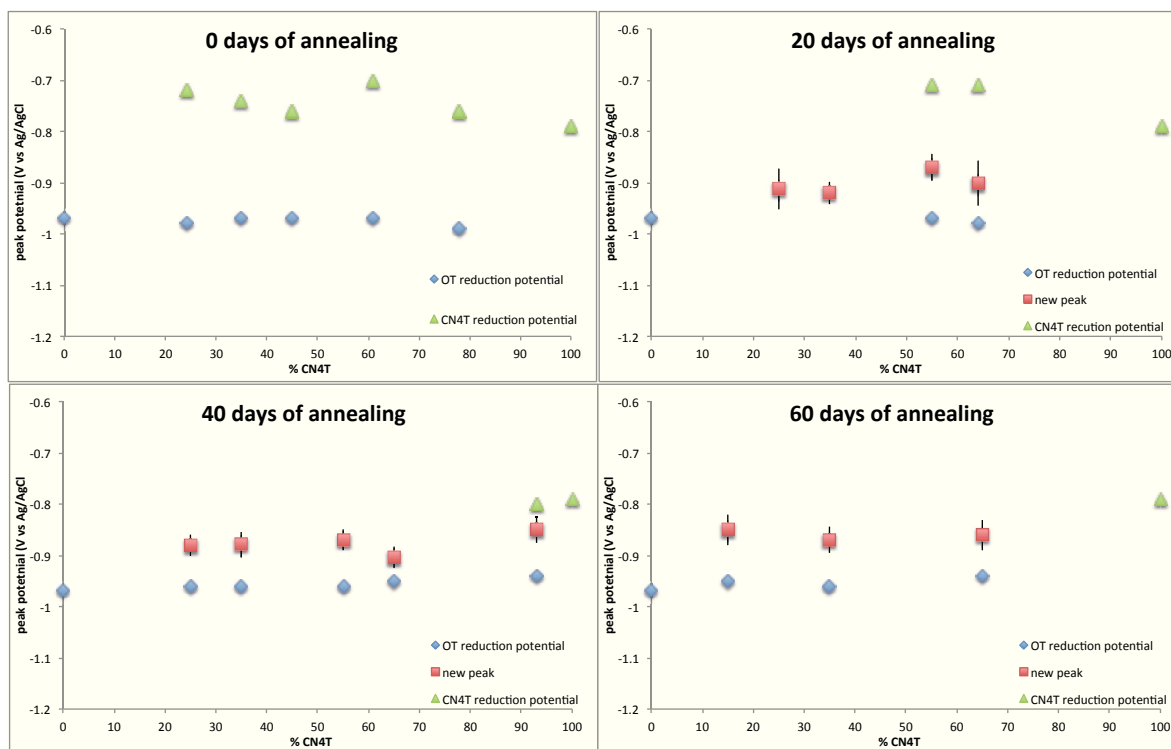 0 days of annealing
peak potetnial (V vs Ag/AgCl
-0.6
-0.7
-0.8
-0.9
-1
-1.1
-1.2
0 10 20 30 40 50 60 70 80 90 100
% CN4T
OT reduction potential
CN4T reduction potential
20 days of annealing
peak potetnial (V vs Ag/AgCl
-0.6
-0.7
-0.8
-0.9
-1
-1.1
-1.2
0 10 20 30 40 50 60 70 80 90 100
% CN4T
OT reduction potential
new peak
CN4T recution potential
40 days of annealing
peak potetnial (V vs Ag/AgCl
-0.6
-0.7
-0.8
-0.9
-1
-1.1
-1.2
0 10 20 30 40 50 60 70 80 90 100
% CN4T
OT reduction potential
new peak
CN4T reduction potential
60 days of annealing
peak potetnial (V vs Ag/AgCl
-0.6
-0.7
-0.8
-0.9
-1
-1.1
-1.2
0 10 20 30 40 50 60 70 80 90 100
% CN4T
OT reduction potential
new peak
CN4T reduction potential